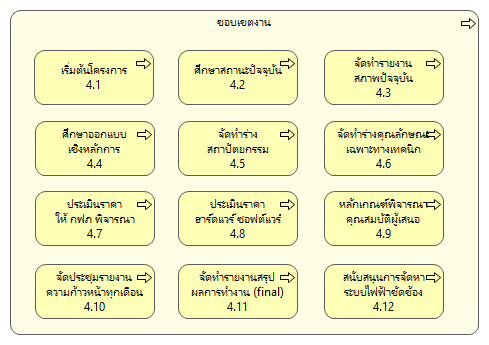 ขอบเขตงาน
เริ่มต้นโครงการ
4.1
ศึกษาสถานะปัจจุบัน
4.2
จัดทำรายงาน
สภาพปัจจุบัน
4.3
ศึกษาออกแบบ
เชิงหลักการ
4.4
จัดทำร่าง
สถาปัตยกรรม
4.5
จัดทำร่างคุณลักษณะ
เฉพาะทางเทคนิก
4.6
ประเมินราคา
ให้ กฟภ พิจารณา
4.7
ประเมินราคา
ฮาร์ดแวร์ ซอฟต์แวร์
4.8
หลักเกณฑ์พิจารณา
คุณสมบัติผู้เสนอ
4.9
จัดประชุมรายงาน
ความก้าวหน้าทุกเดือน
4.10
จัดทำรายงานสรุป
ผลการทำงาน (final)
4.11
สนับสนุนการจัดหา
ระบบไฟฟ้าขัดข้อง
4.12